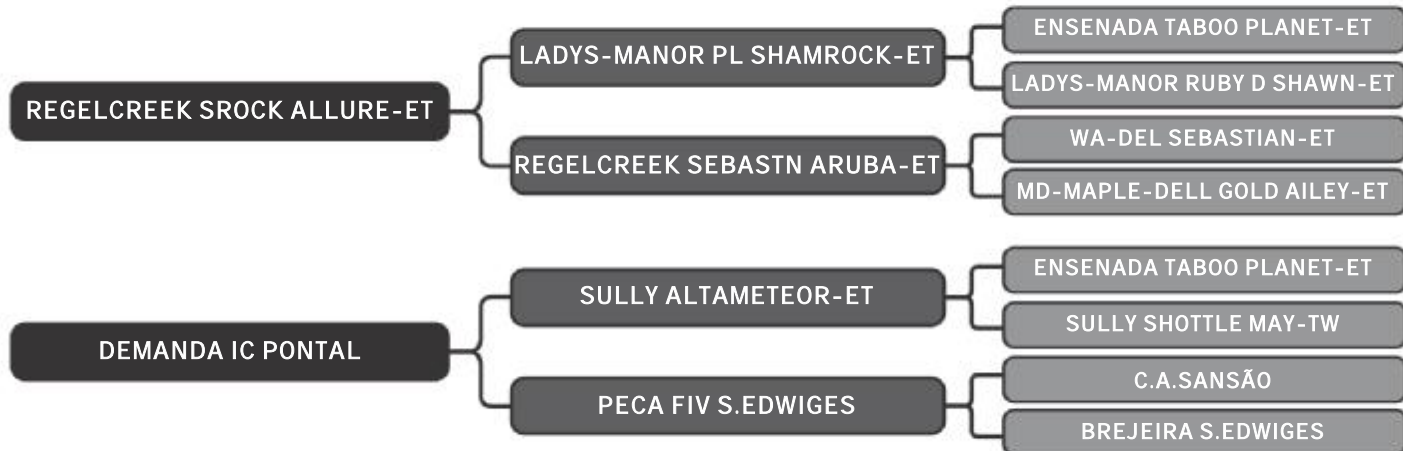 REGELCREEK SROCK ALLURE-ET
LADYS-MANOR PL SHAMROCK-ET
ENSENADA TABOO PLANET-ET
LADYS-MANOR RUBY D SHAWN-ET
REGELCREEK SEBASTN ARUBA-ET
WA-DEL SEBASTIAN-ET
MD-MAPLE-DELL GOLD AILEY-ET
DEMANDA IC PONTAL
SULLY ALTAMETEOR-ET
ENSENADA TABOO PLANET-ET
SULLY SHOTTLE MAY-TW
PECA FIV S.EDWIGES
C.A.SANSÃO
BREJEIRA S.EDWIGES